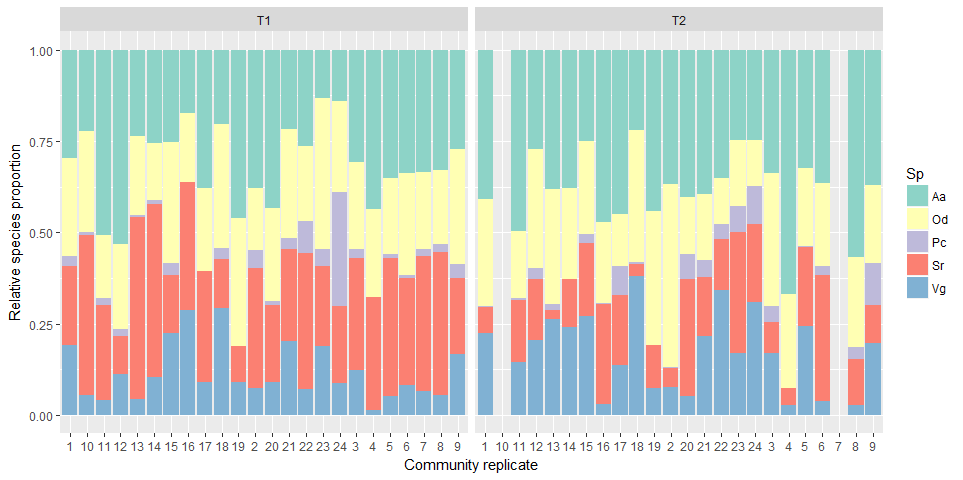 T1 T2
Relative species proportion
1.00
0.75
0.50
0.25
0.00
1 10 11 12 13 14 15 16 17 18 19 2 20 21 22 23 24 3 4 5 6 7 8 9
1 10 11 12 13 14 15 16 17 18 19 2 20 21 22 23 24 3 4 5 6 7 8 9
Community replicate
Sp
Aa
Od
Pc
Sr
Vg